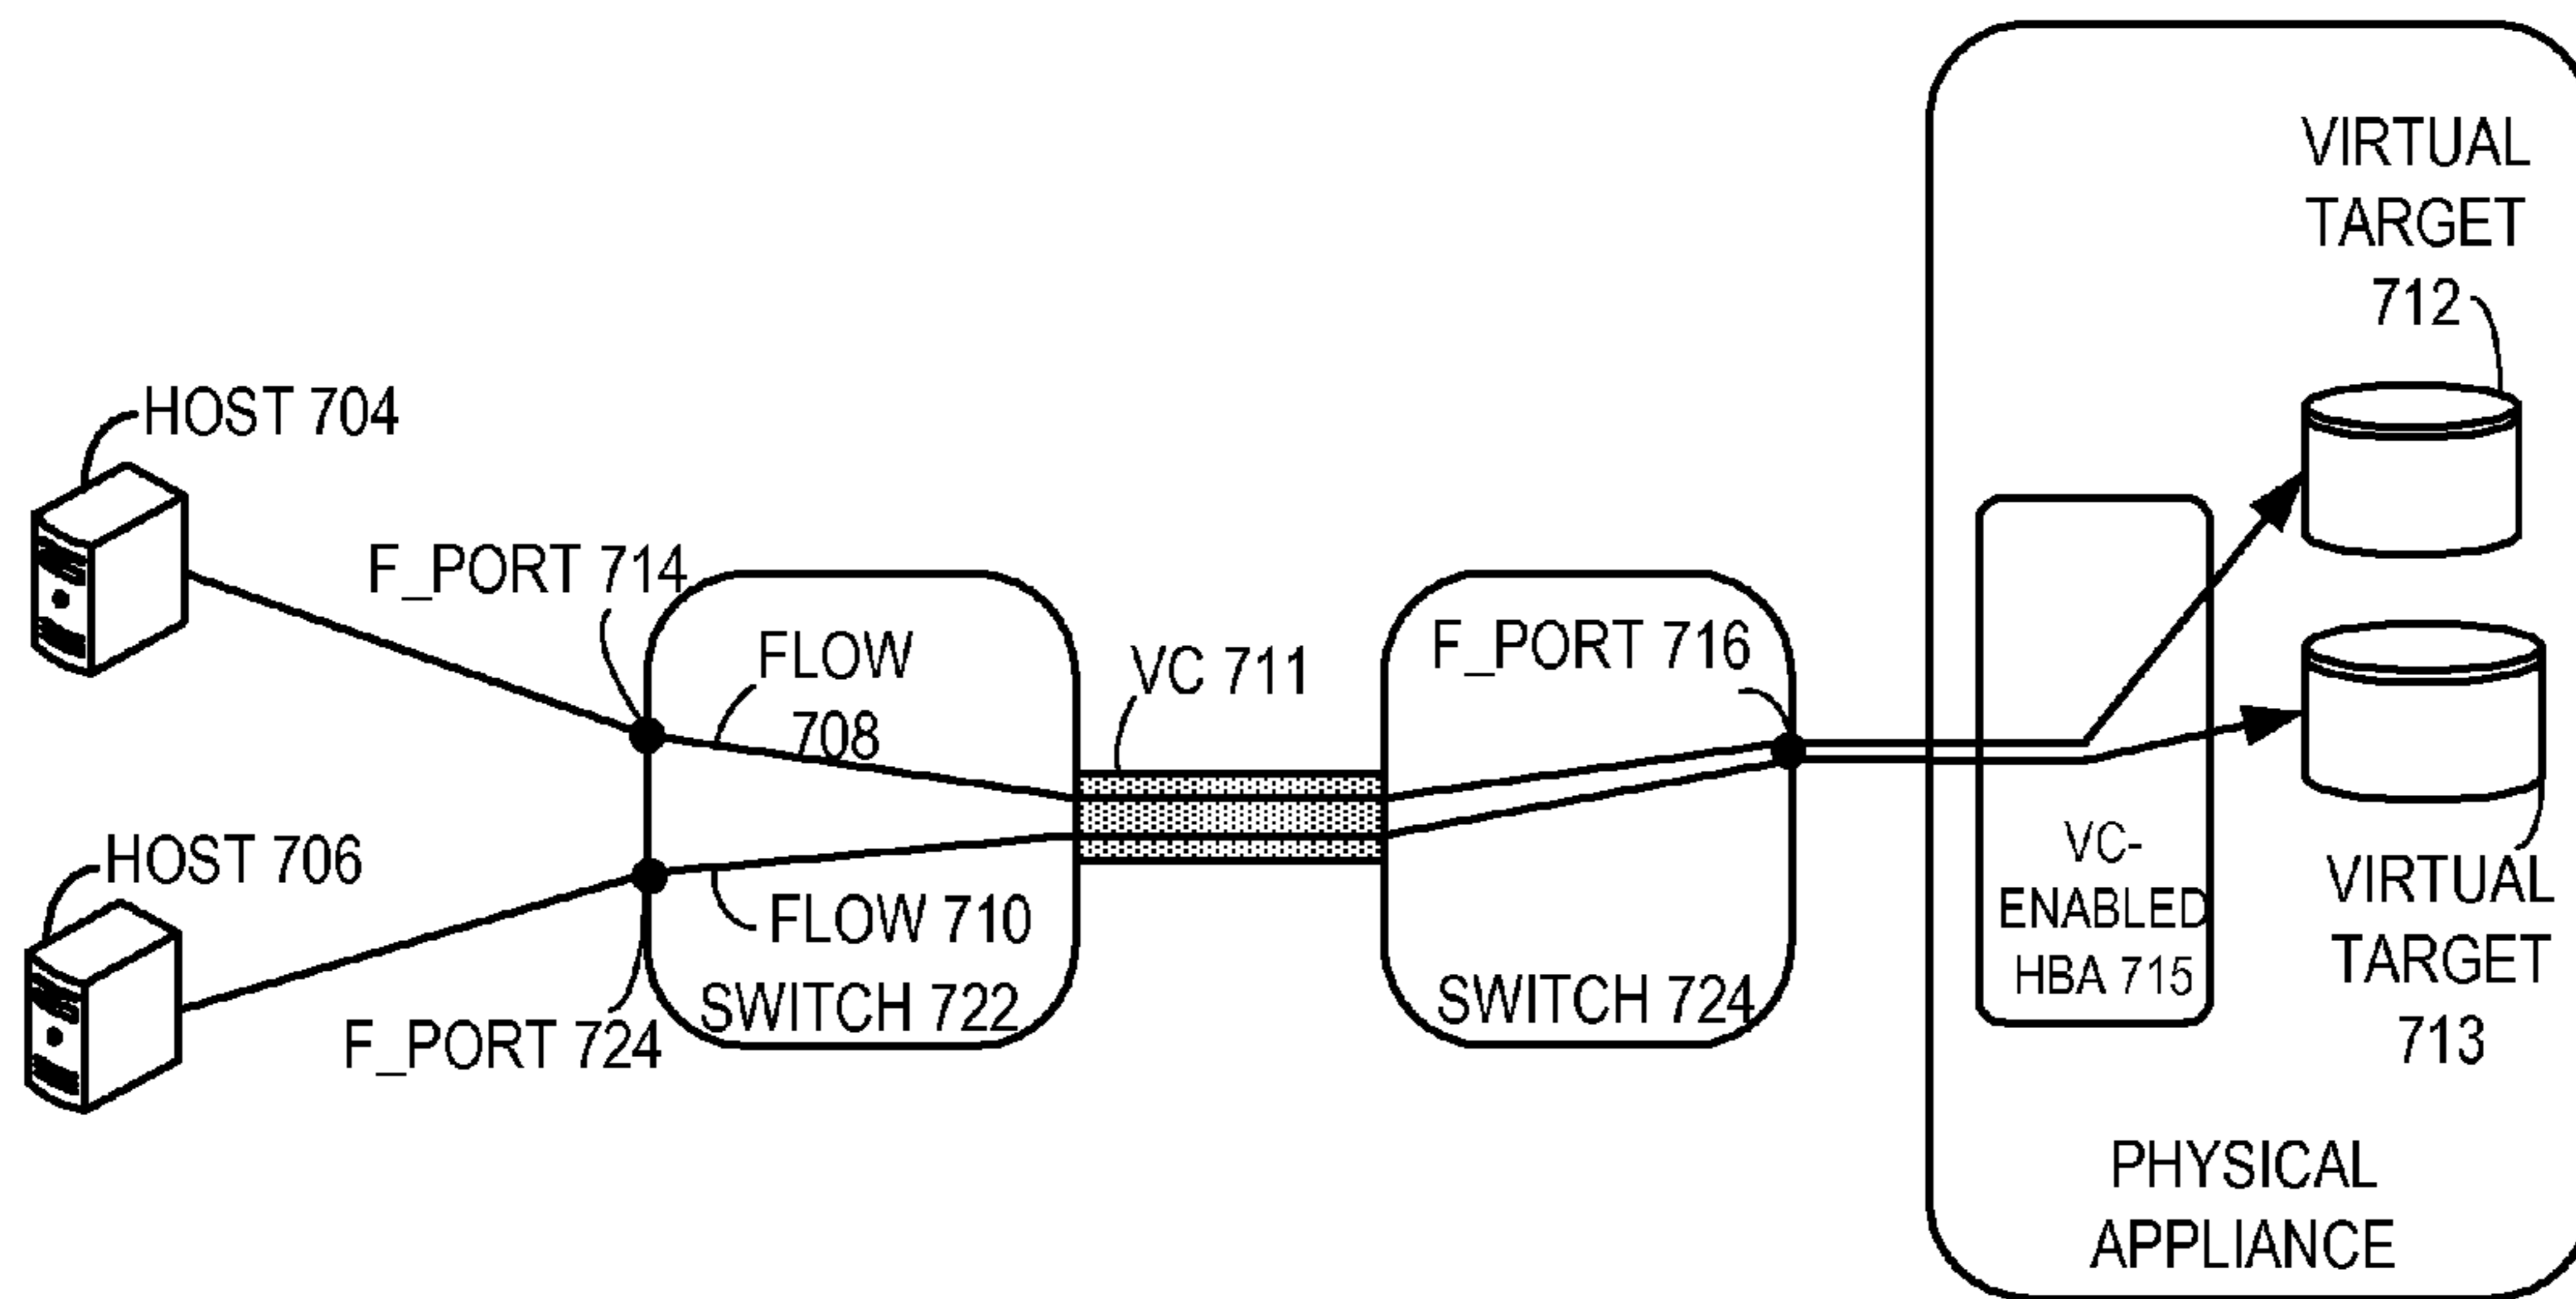 VIRTUAL
TARGET
712
HOST 704
F_PORT 714
FLOW
708
VC 711
F_PORT 716
HOST 706
FLOW 710
SWITCH 722
F_PORT 724
SWITCH 724
VC-
ENABLED
HBA 715
VIRTUAL
TARGET
713
PHYSICAL
APPLIANCE